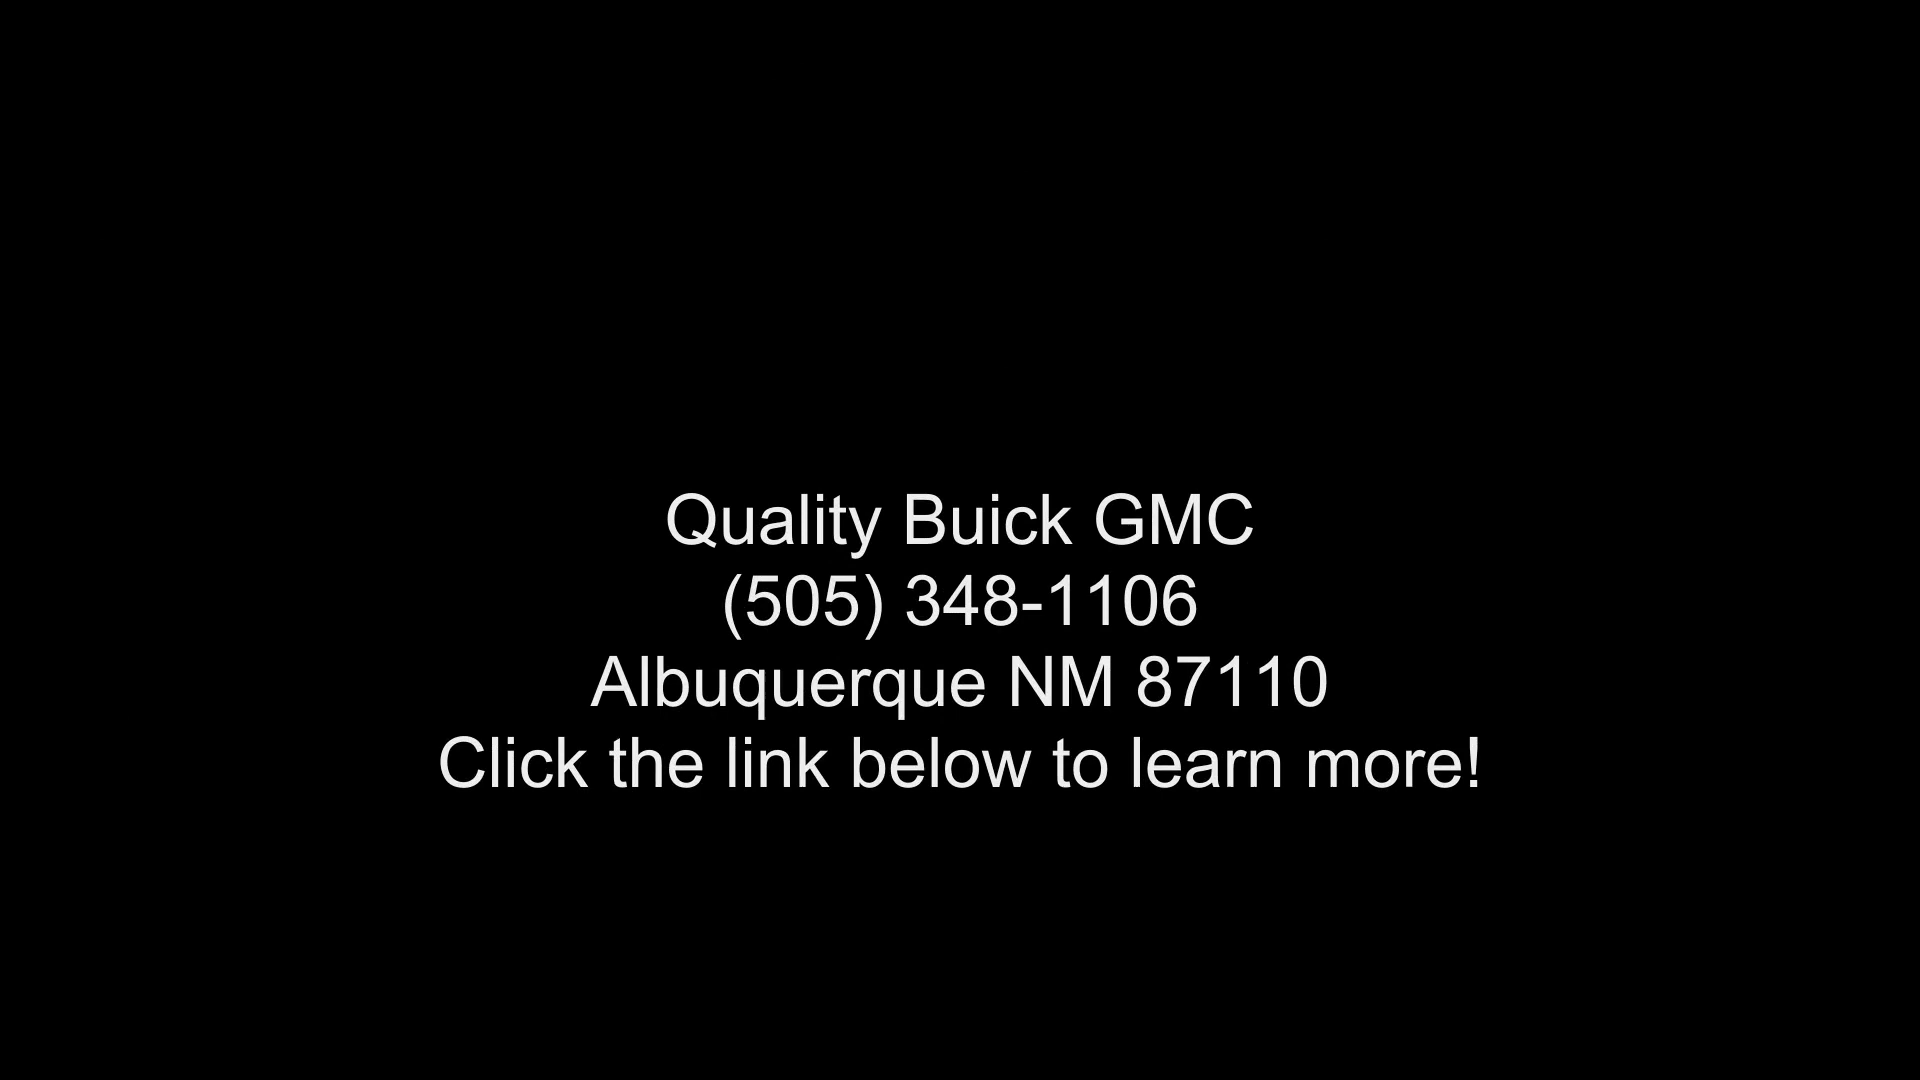 Quality Buick GMC
(505) 348-1106
Albuquerque NM 87110
Click the link below to learn more!